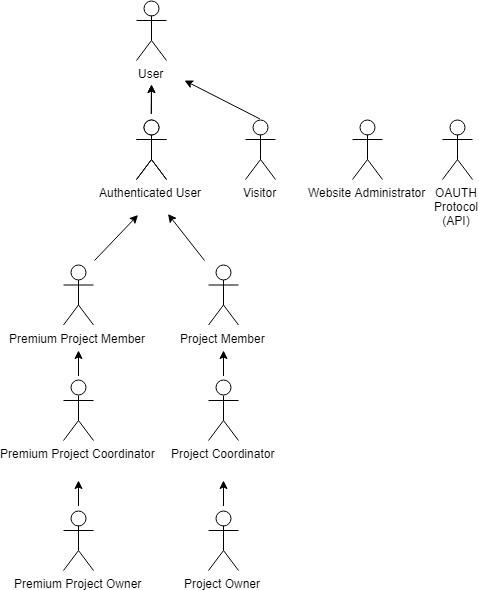 User
Authenticated User
Visitor
Website Administrator
OAUTH
Protocol
(API)
Premium Project Member
Project Member
Premium Project Coordinator
Project Coordinator
Premium Project Owner
Project Owner